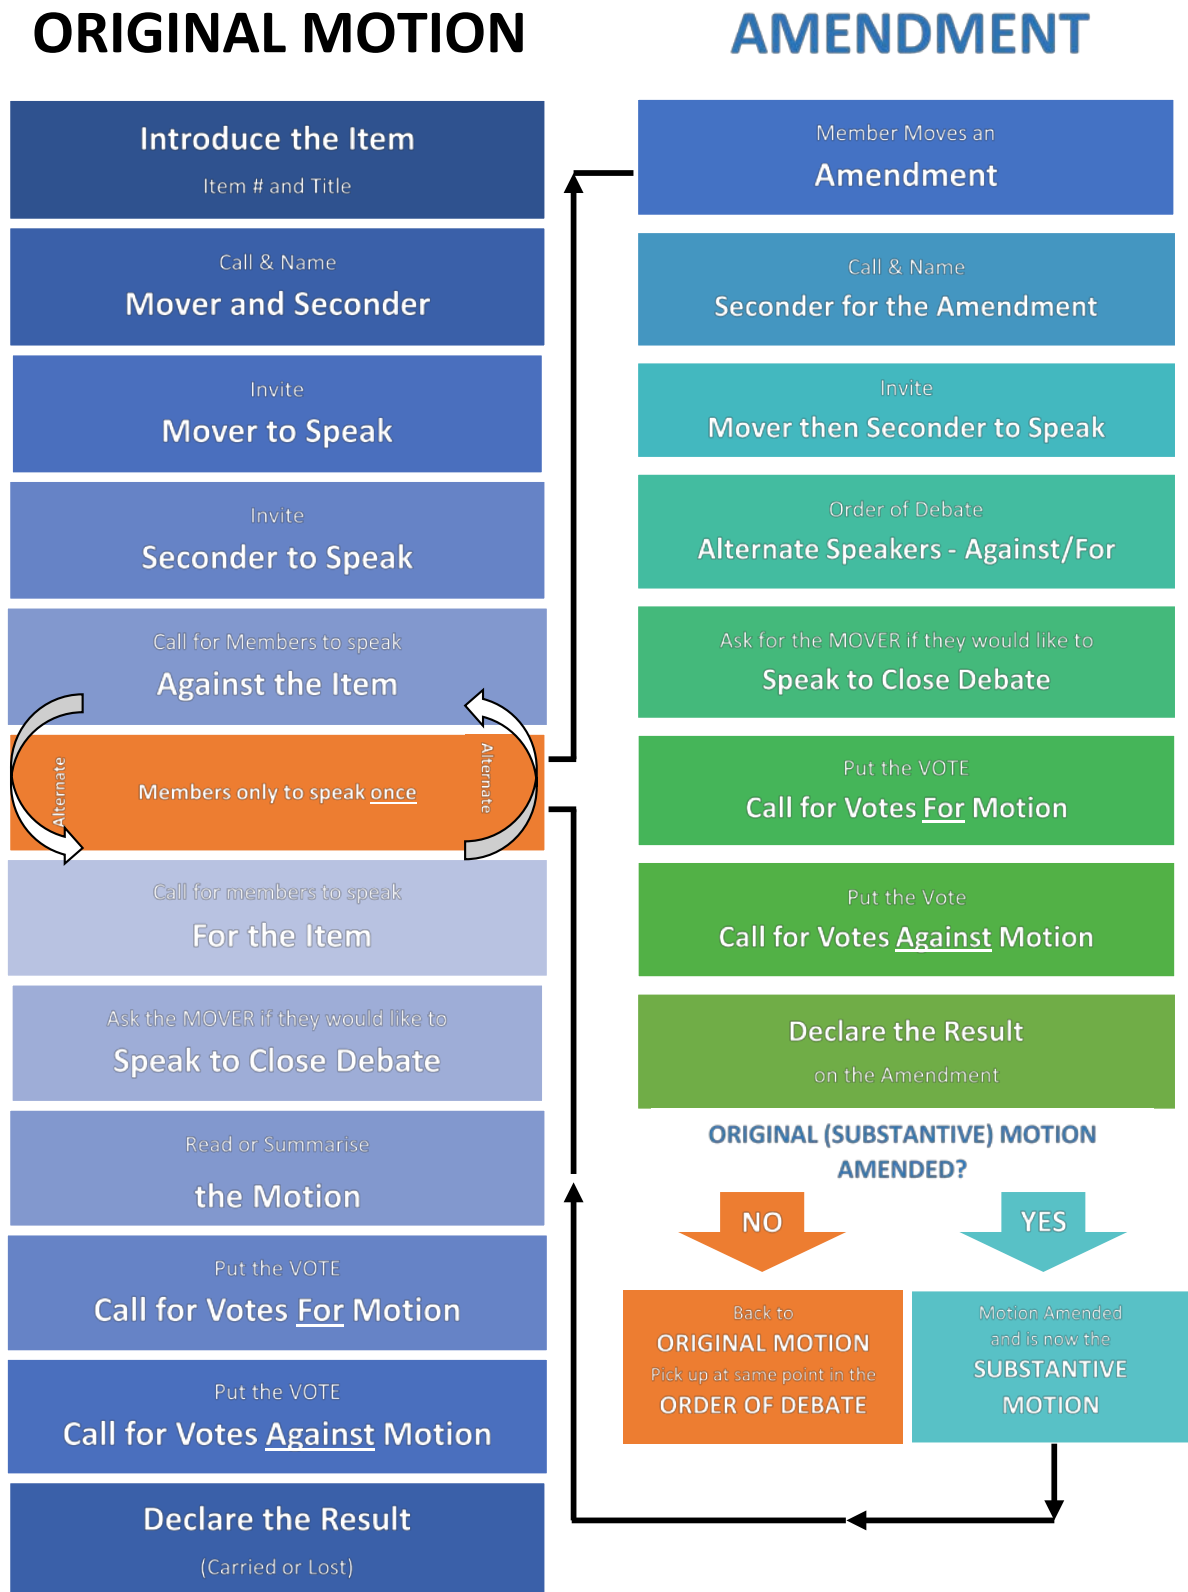 ORIGINAL MOTION
Introduce the Item
Item # and Title
Call & Name
Mover and Seconder
Invite
Mover to Speak
Invite
Seconder to Speak
Call for Members to speak
Against the Item
Alternate
Members only to speak once
Alternate
Call for members to speak
For the Item
Ask the MOVER if they would like to
Speak to Close Debate
Read or Summarise
the Motion
Put the VOTE
Call for Votes For Motion
Put the VOTE
Call for Votes Against Motion
Declare the Result
(Carried or Lost)
AMENDMENT
Member Moves an
Amendment
Call & Name
Seconder for the Amendment
Invite
Mover then Seconder to Speak
Order of Debate
Alternate Speakers - Against/For
Ask for the MOVER if they would like to
Speak to Close Debate
Put the VOTE
Call for Votes For Motion
Put the Vote
Call for Votes Against Motion
Declare the Result
on the Amendment
ORIGINAL (SUBSTANTIVE) MOTION
AMENDED?
NO
YES
Back to
ORIGINAL MOTION
Pick up at same point in the
ORDER OF DEBATE
Motion Amended
and is now the
SUBSTANTIVE
MOTION